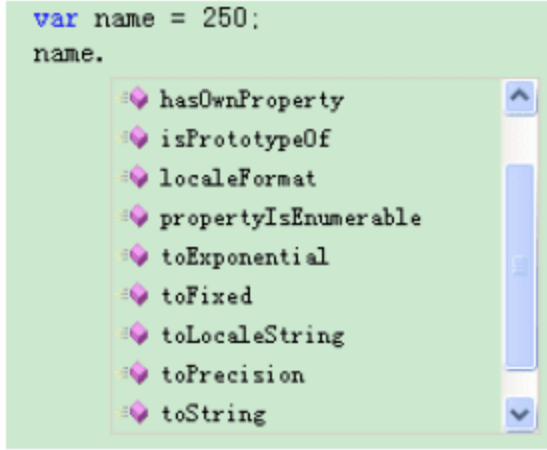 var name = 250;
name.
hasOwnProperty
isPrototypeOf
localeFormat
propertyIsEnumerable
toExponential
toFixed
toLocaleString
toPrecision
toString